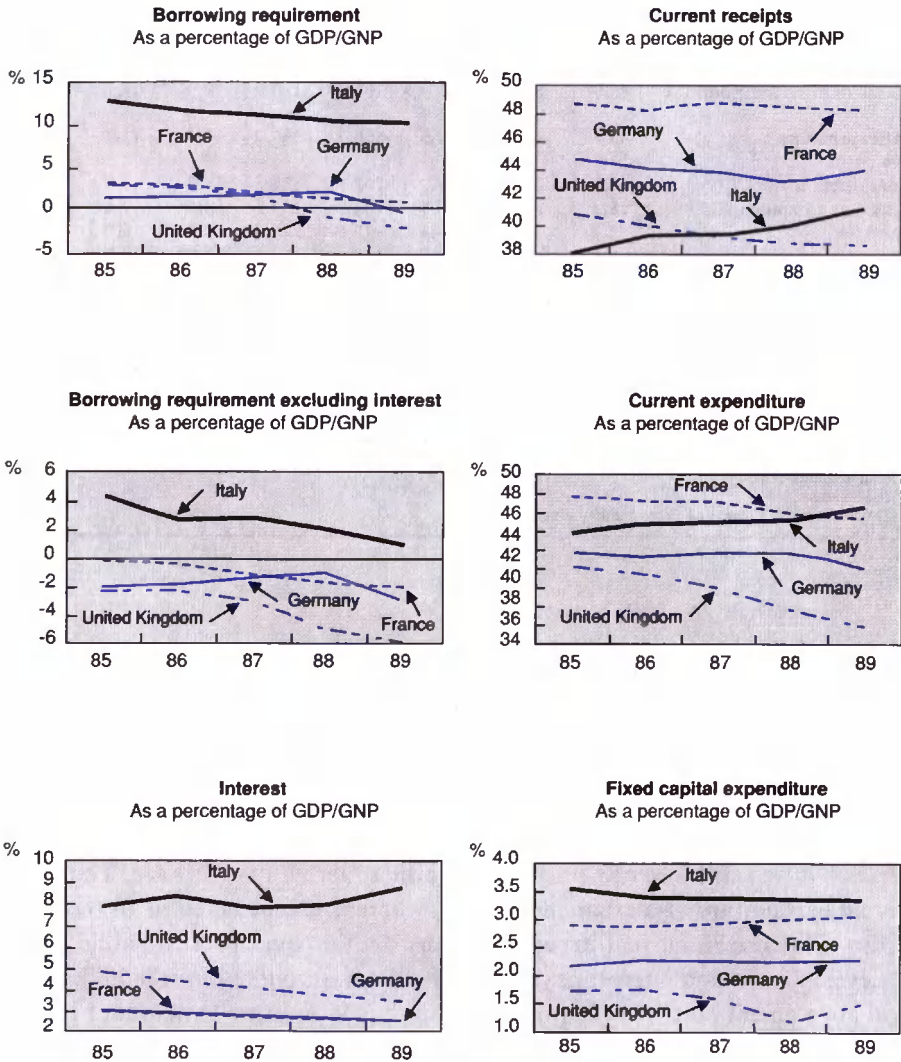 Borrowing requirement
As a percentage of GDP/GNP
%
15
10
5
0
-5
Italy
France
Germany
United Kingdom
85 86 87 88 89
Current receipts
As a percentage of GDP/GNP
%
50
48
46
44
42
40
38
Germany
France
United Kingdom
Italy
85 86 87 88 89
Borrowing requirement excluding interest
As a percentage of GDP/GNP
%
6
4
2
0
-2
-4
-6
Italy
United Kingdom
Germany
France
85 86 87 88 89
Current expenditure
As a percentage of GDP/GNP
%
50
48
46
44
42
40
38
36
34
France
Italy
Germany
United Kingdom
85 86 87 88 89
Interest
As a percentage of GDP/GNP
%
10
9
8
7
6
5
4
3
2
Italy
United Kingdom
France
Germany
85 86 87 88 89
Fixed capital expenditure
As a percentage of GDP/GNP
%
4.0
3.5
3.0
2.5
2.0
1.5
1.0
Italy
France
Germany
United Kingdom
85 86 87 88 89